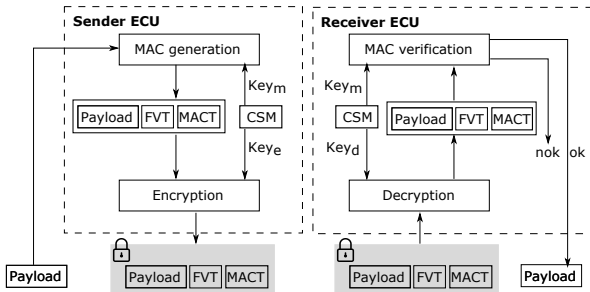 Sender ECU
MAC generation
Payload FVT MACT
Key_m
CSM
Key_e
Encryption
Payload
Payload FVT MACT
Receiver ECU
MAC verification
Key_m
CSM
Key_d
Payload FVT MACT
nok ok
Decryption
Payload FVT MACT
Payload